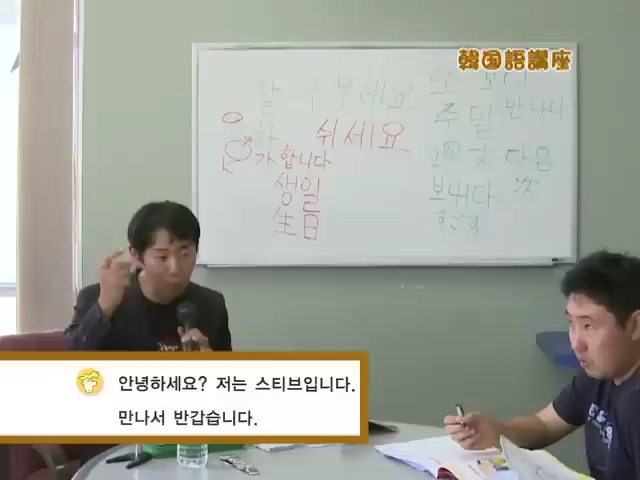 韓国語講座
잘 주무세요
쉬세요
가 합니다
생일
生日
주말 만나다
다음
보내다 次
안녕하세요? 저는 스티브입니다.
만나서 반갑습니다.